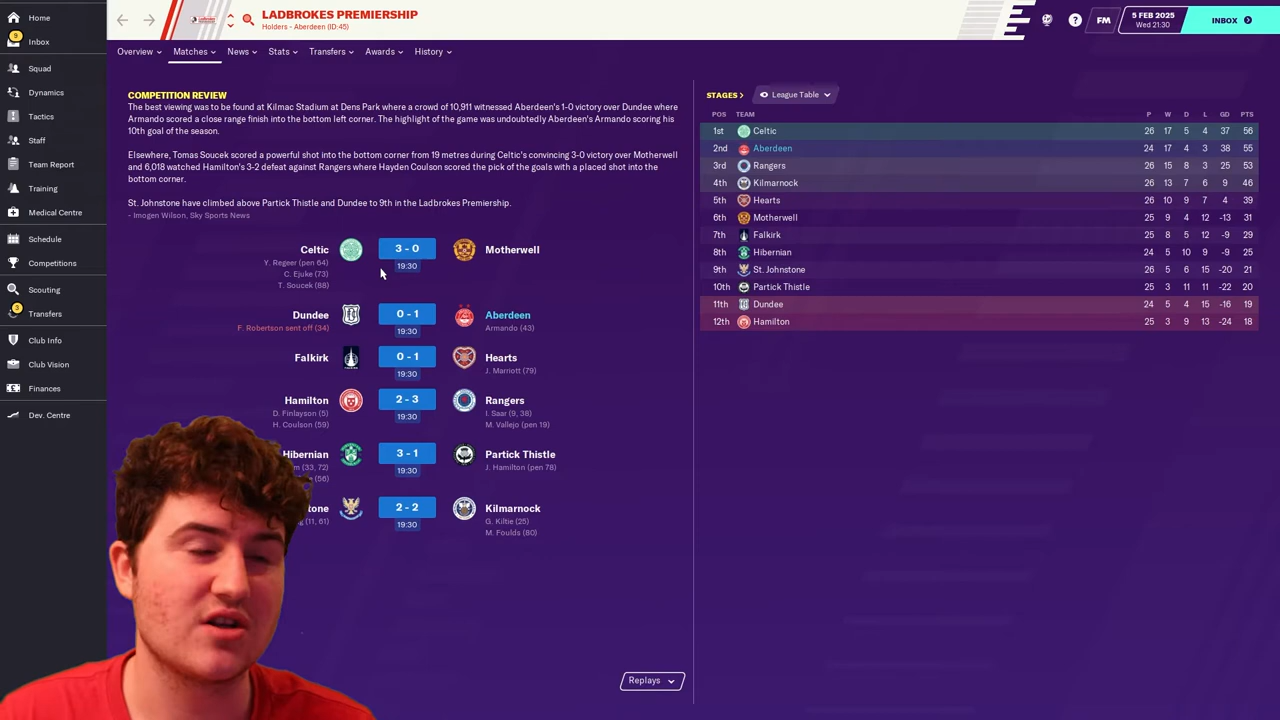 Home
9
Inbox
Squad
Dynamics
Tactics
Staff
Team Report
Training
Medical Centre
Schedule
Competitions
Scouting
3
Transfers
Club Info
Club Vision
Finances
Dev. Centre
LADBROKES PREMIERSHIP
Holders - Aberdeen (ID:45)
?
FM
5 FEB 2025
Wed 21:30
INBOX
Overview
Matches
News
Stats
Transfers
Awards
History
COMPETITION REVIEW
The best viewing was to be found at Kilmac Stadium at Dens Park where a crowd of 10,911 witnessed Aberdeen's 1-0 victory over Dundee where
Armando scored a close range finish into the bottom left corner. The highlight of the game was undoubtedly Aberdeen's Armando scoring his
10th goal of the season.
Elsewhere, Tomas Soucek scored a powerful shot into the bottom corner from 19 metres during Celtic's convincing 3-0 victory over Motherwell
and 6,018 watched Hamilton's 3-2 defeat against Rangers where Hayden Coulson scored the pick of the goals with a placed shot into the
bottom corner.
St. Johnstone have climbed above Partick Thistle and Dundee to 9th in the Ladbrokes Premiership.
- Imogen Wilson, Sky Sports News
Celtic 3 - 0 Motherwell
Y. Regeer (pen 64) 19:30
C. Ejuke (73)
T. Soucek (88)
Dundee 0 - 1 Aberdeen
F. Robertson sent off (34) 19:30 Armando (43)
Falkirk 0 - 1 Hearts
19:30 J. Marriott (79)
Hamilton 2 - 3 Rangers
D. Finlayson (5) 19:30 I. Saar (9, 38)
H. Coulson (59) M. Vallejo (pen 19)
Hibernian 3 - 1 Partick Thistle
m (33, 72) 19:30 J. Hamilton (pen 78)
(56)
tone 2 - 2 Kilmarnock
(11, 61) 19:30 G. Kiltie (25)
M. Foulds (80)
Replays
STAGES > League Table
POS TEAM P W D L GD PTS
1st Celtic 26 17 5 4 37 56
2nd Aberdeen 24 17 4 3 38 55
3rd Rangers 26 15 8 3 25 53
4th Kilmarnock 26 13 7 6 9 46
5th Hearts 26 10 9 7 4 39
6th Motherwell 25 9 4 12 -13 31
7th Falkirk 25 8 5 12 -9 29
8th Hibernian 24 5 10 9 -9 25
9th St. Johnstone 26 5 6 15 -20 21
10th Partick Thistle 25 3 11 11 -22 20
11th Dundee 24 5 4 15 -16 19
12th Hamilton 25 3 9 13 -24 18